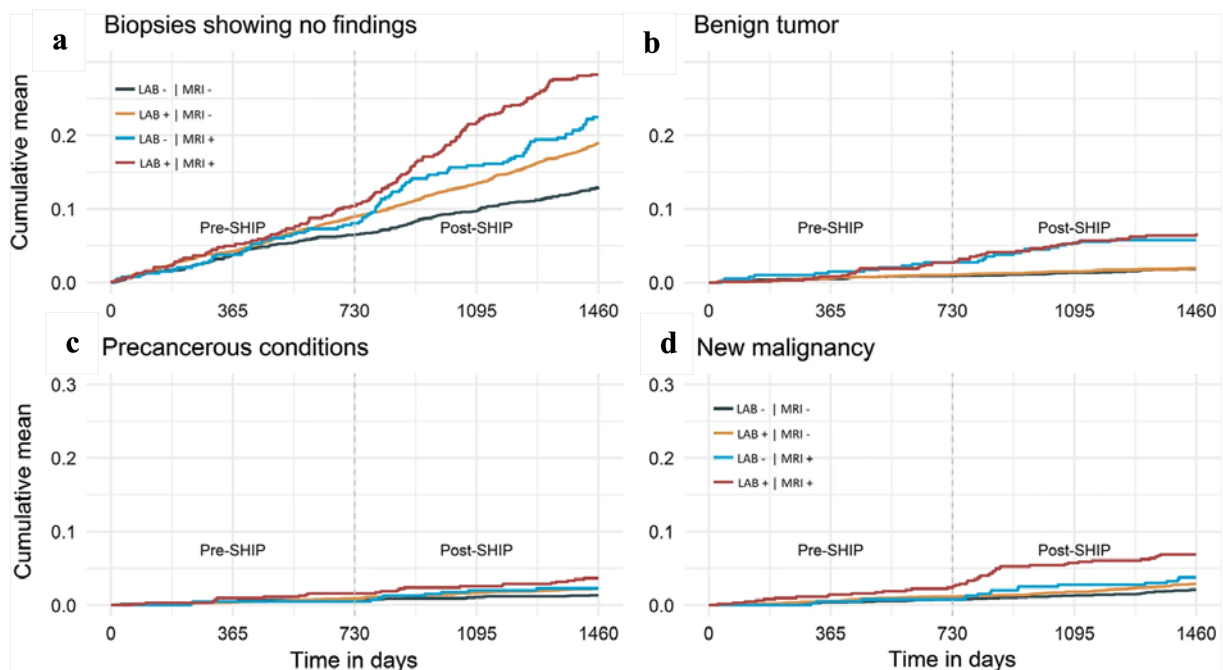 a Biopsies showing no findings
Cumulative mean
0.2
0.1
0.0
LAB - | MRI -
LAB + | MRI -
LAB - | MRI +
LAB + | MRI +
Pre-SHIP Post-SHIP
0 365 730 1095 1460
b Benign tumor
0.2
0.1
0.0
Pre-SHIP Post-SHIP
0 365 730 1095 1460
c Precancerous conditions
Cumulative mean
0.3
0.2
0.1
0.0
Pre-SHIP Post-SHIP
0 365 730 1095 1460
Time in days
d New malignancy
0.3
0.2
0.1
0.0
LAB - | MRI -
LAB + | MRI -
LAB - | MRI +
LAB + | MRI +
Pre-SHIP Post-SHIP
0 365 730 1095 1460
Time in days